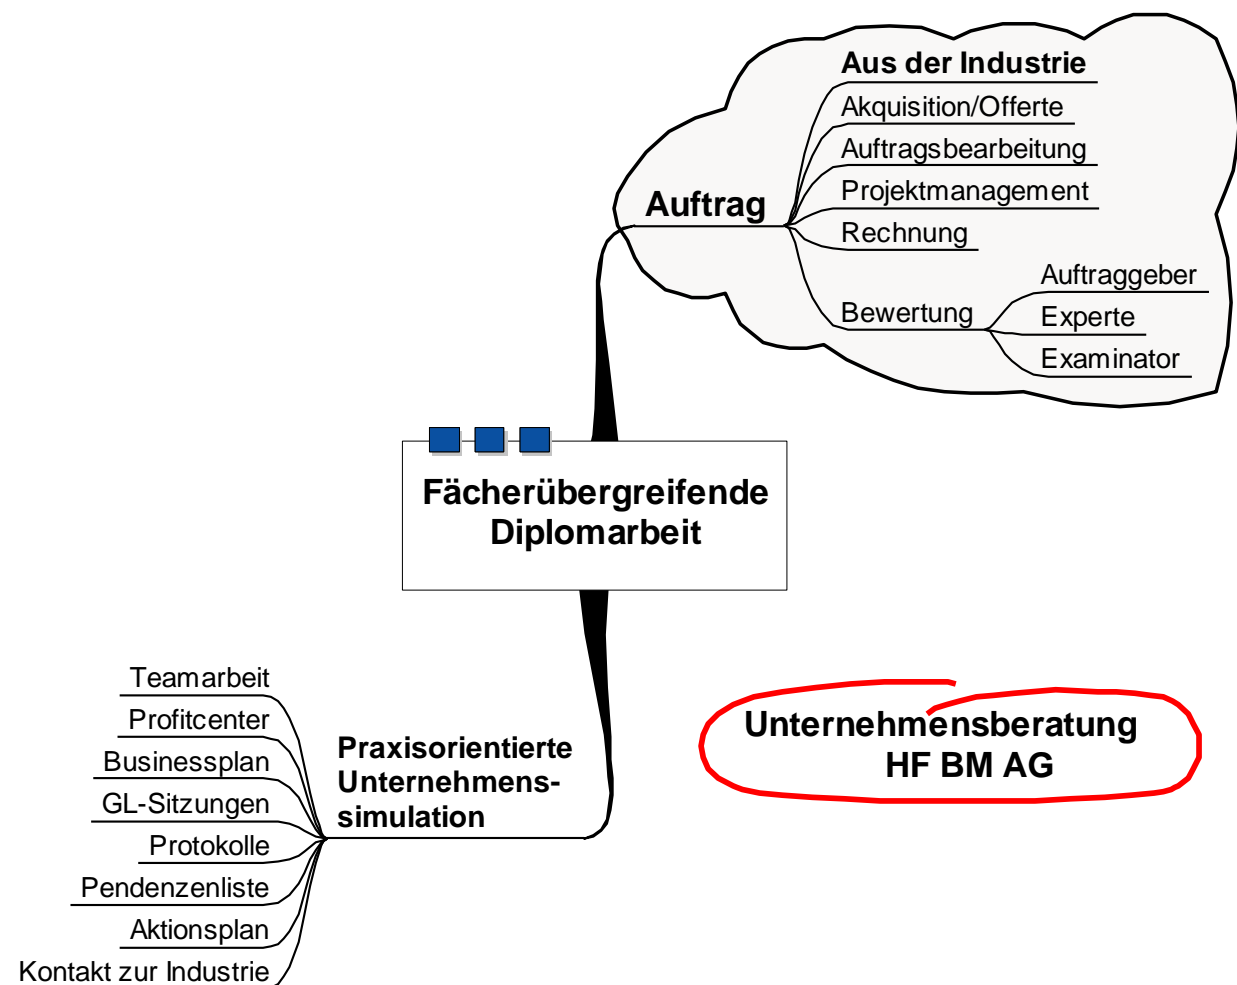 Aus der Industrie
Akquisition/Offerte
Auftragsbearbeitung
Auftrag
Projektmanagement
Rechnung
Bewertung
Auftraggeber
Experte
Examinator
Fächerübergreifende
Diplomarbeit
Teamarbeit
Profitcenter
Businessplan
GL-Sitzungen
Protokolle
Pendenzenliste
Aktionsplan
Kontakt zur Industrie
Praxisorientierte
Unternehmens-
simulation
Unternehmensberatung
HF BM AG